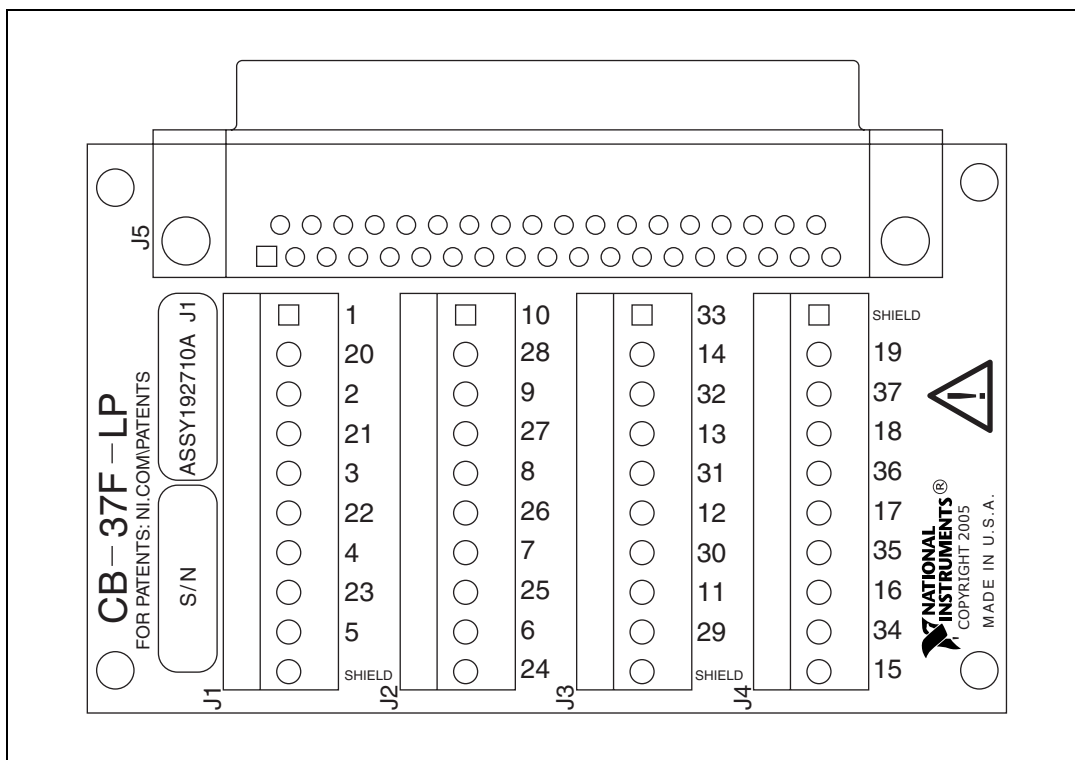 J5
CB–37F–LP
FOR PATENTS: NI.COM\PATENTS
ASSY192710A J1
S/N
1
20
2
21
3
22
4
23
5
SHIELD
J1
10
28
9
27
8
26
7
25
6
24
J2
33
14
32
13
31
12
30
11
29
SHIELD
J3
SHIELD
19
37
18
36
17
35
16
34
15
J4
!
NATIONAL
INSTRUMENTS®
COPYRIGHT 2005
MADE IN U.S.A.